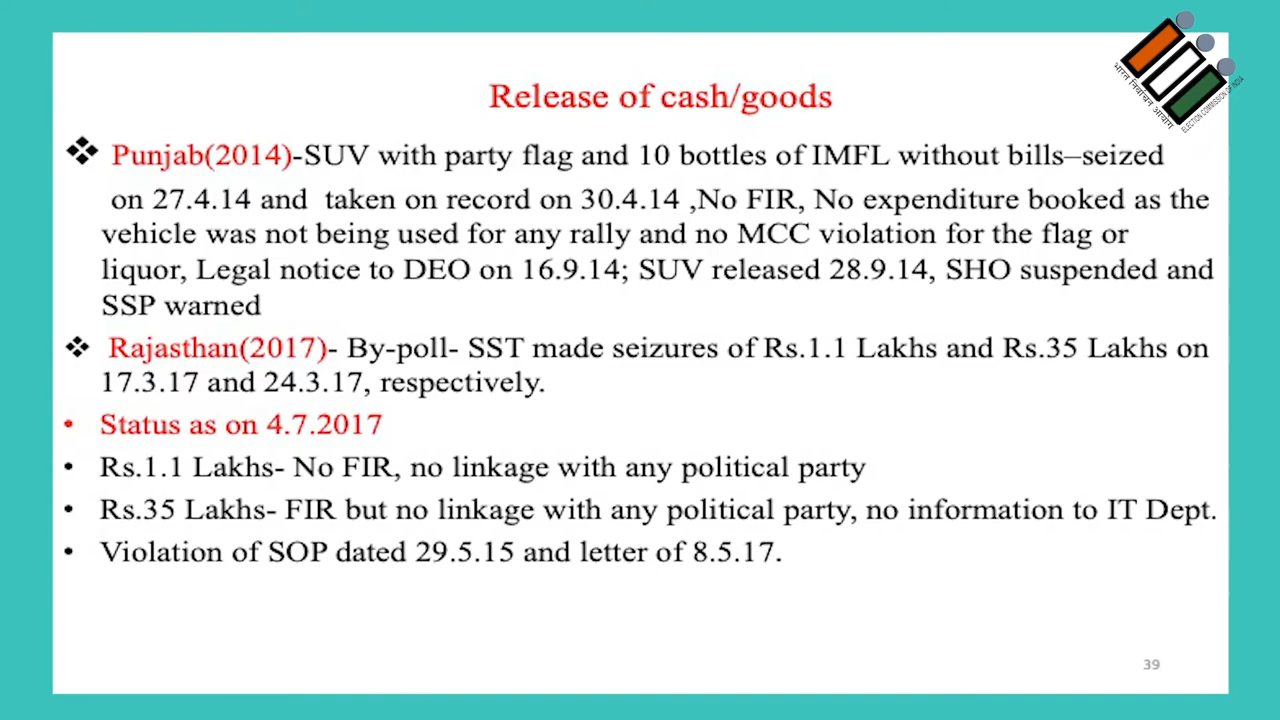 भारत निर्वाचन आयोग
ELECTION COMMISSION OF INDIA
Release of cash/goods
❖ Punjab(2014)-SUV with party flag and 10 bottles of IMFL without bills–seized
on 27.4.14 and taken on record on 30.4.14 ,No FIR, No expenditure booked as the
vehicle was not being used for any rally and no MCC violation for the flag or
liquor, Legal notice to DEO on 16.9.14; SUV released 28.9.14, SHO suspended and
SSP warned
❖ Rajasthan(2017)- By-poll- SST made seizures of Rs.1.1 Lakhs and Rs.35 Lakhs on
17.3.17 and 24.3.17, respectively.
• Status as on 4.7.2017
• Rs.1.1 Lakhs- No FIR, no linkage with any political party
• Rs.35 Lakhs- FIR but no linkage with any political party, no information to IT Dept.
• Violation of SOP dated 29.5.15 and letter of 8.5.17.
39